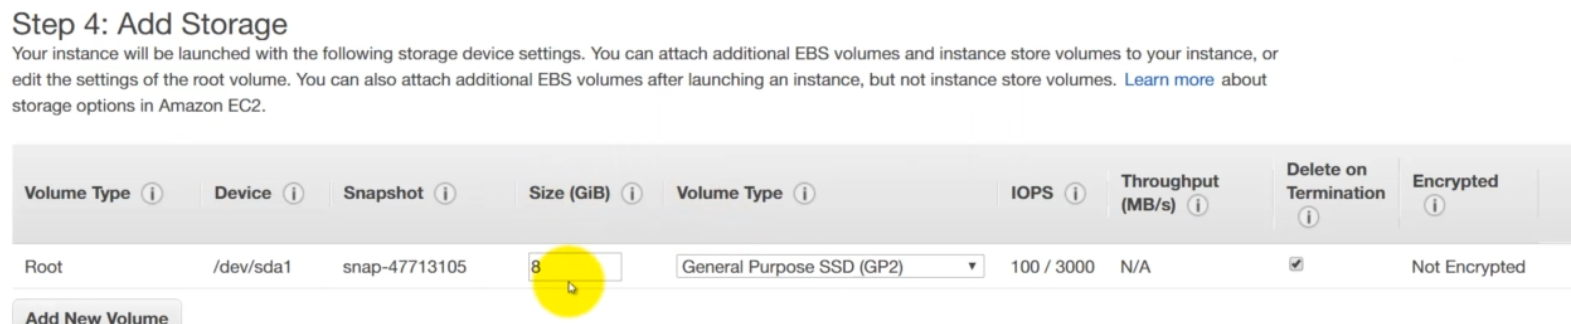 Step 4: Add Storage
Your instance will be launched with the following storage device settings. You can attach additional EBS volumes and instance store volumes to your instance, or
edit the settings of the root volume. You can also attach additional EBS volumes after launching an instance, but not instance store volumes. Learn more about
storage options in Amazon EC2.
Volume Type Device Snapshot Size (GiB) Volume Type IOPS Throughput (MB/s) Delete on Termination Encrypted
Root /dev/sda1 snap-47713105 8 General Purpose SSD (GP2) 100 / 3000 N/A Not Encrypted
Add New Volume